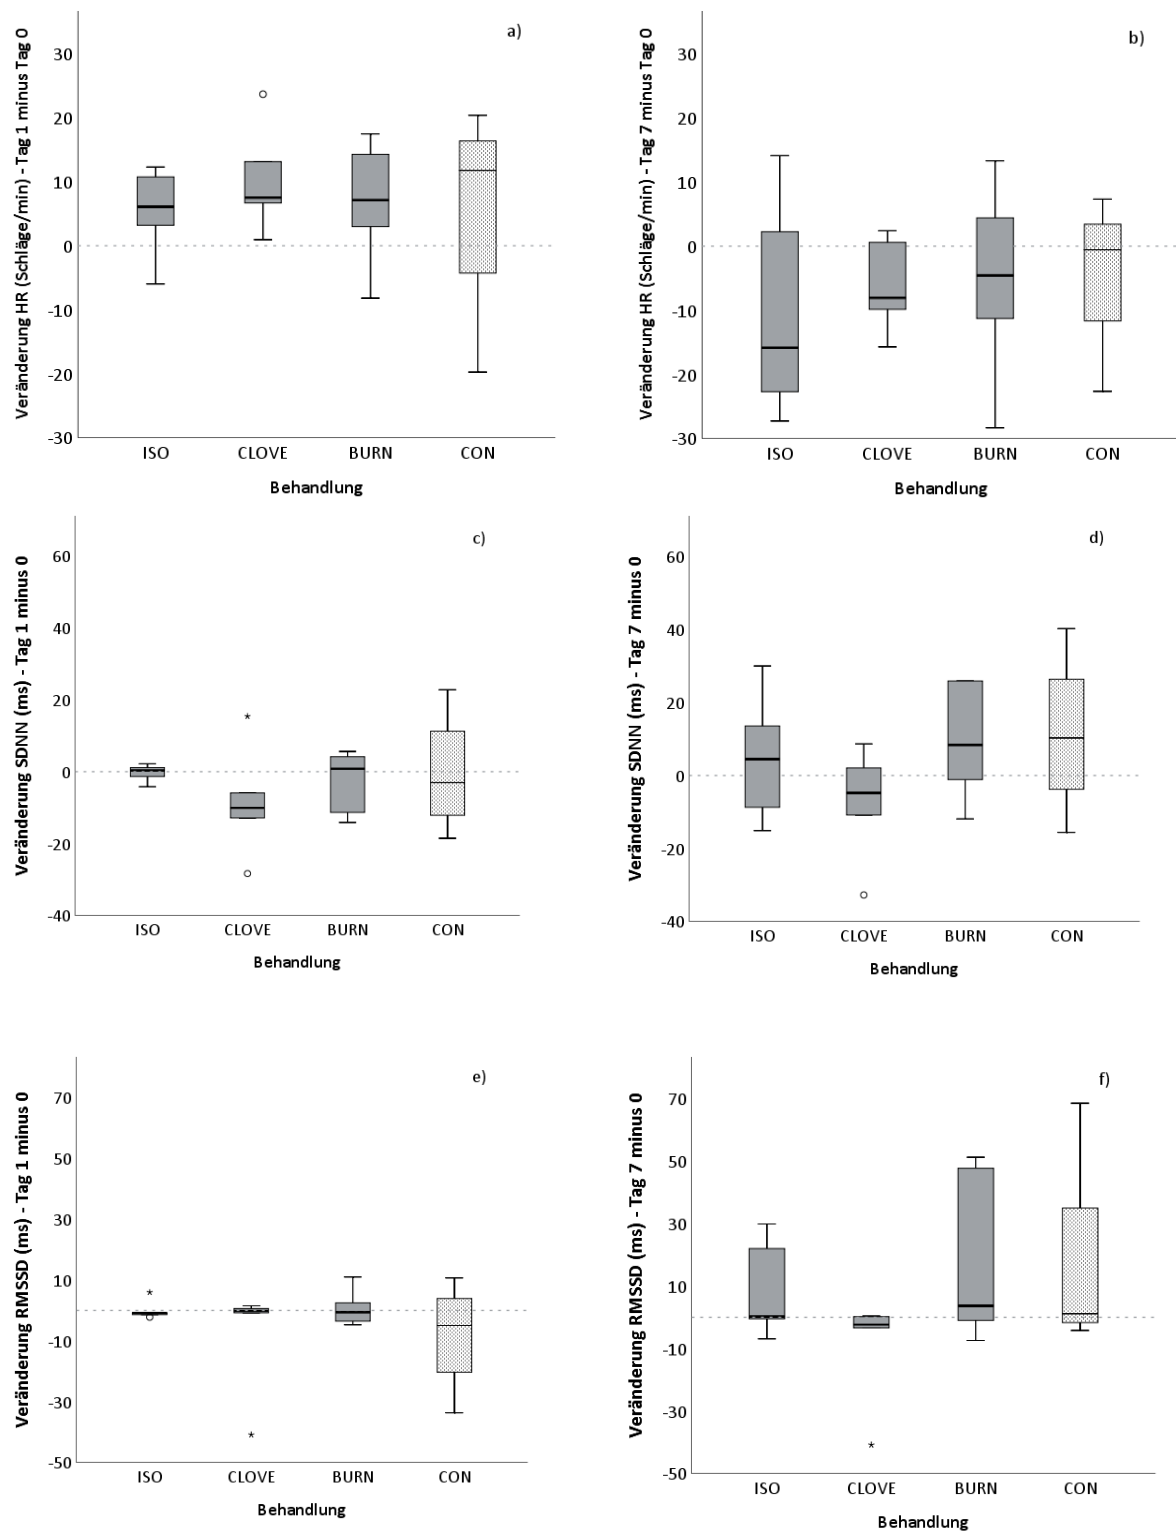 a)
Veränderung HR (Schläge/min) - Tag 1 minus Tag 0
30
20
10
0
-10
-20
-30
ISO CLOVE BURN CON
Behandlung
b)
Veränderung HR (Schläge/min) - Tag 7 minus Tag 0
30
20
10
0
-10
-20
-30
ISO CLOVE BURN CON
Behandlung
c)
Veränderung SDNN (ms) - Tag 1 minus 0
60
40
20
0
-20
-40
ISO CLOVE BURN CON
Behandlung
d)
Veränderung SDNN (ms) - Tag 7 minus 0
60
40
20
0
-20
-40
ISO CLOVE BURN CON
Behandlung
e)
Veränderung RMSSD (ms) - Tag 1 minus 0
70
50
30
10
-10
-30
-50
ISO CLOVE BURN CON
Behandlung
f)
Veränderung RMSSD (ms) - Tag 7 minus 0
70
50
30
10
-10
-30
-50
ISO CLOVE BURN CON
Behandlung